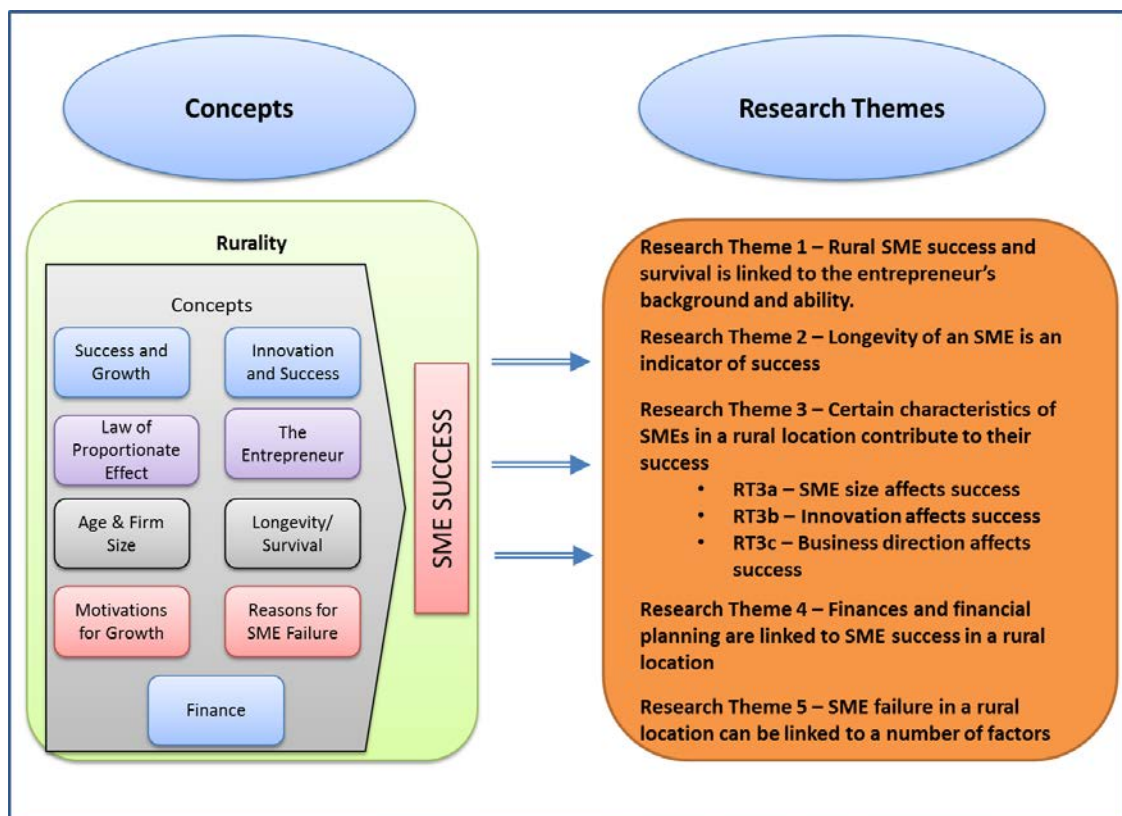 Concepts
Research Themes
Rurality
Concepts
Success and
Growth
Innovation
and Success
Law of
Proportionate
Effect
The
Entrepreneur
Age & Firm
Size
Longevity/
Survival
Motivations
for Growth
Reasons for
SME Failure
Finance
SME SUCCESS
Research Theme 1 – Rural SME success and
survival is linked to the entrepreneur's
background and ability.
Research Theme 2 – Longevity of an SME is an
indicator of success
Research Theme 3 – Certain characteristics of
SMEs in a rural location contribute to their
success
• RT3a – SME size affects success
• RT3b – Innovation affects success
• RT3c – Business direction affects
success
Research Theme 4 – Finances and financial
planning are linked to SME success in a rural
location
Research Theme 5 – SME failure in a rural
location can be linked to a number of factors